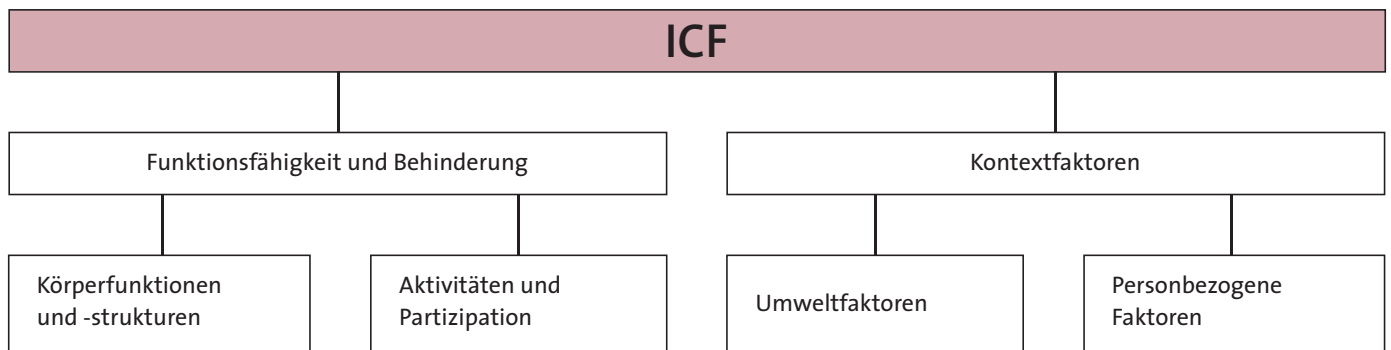 ICF
Funktionsfähigkeit und Behinderung
Kontextfaktoren
Körperfunktionen
und -strukturen
Aktivitäten und
Partizipation
Umweltfaktoren
Personbezogene
Faktoren